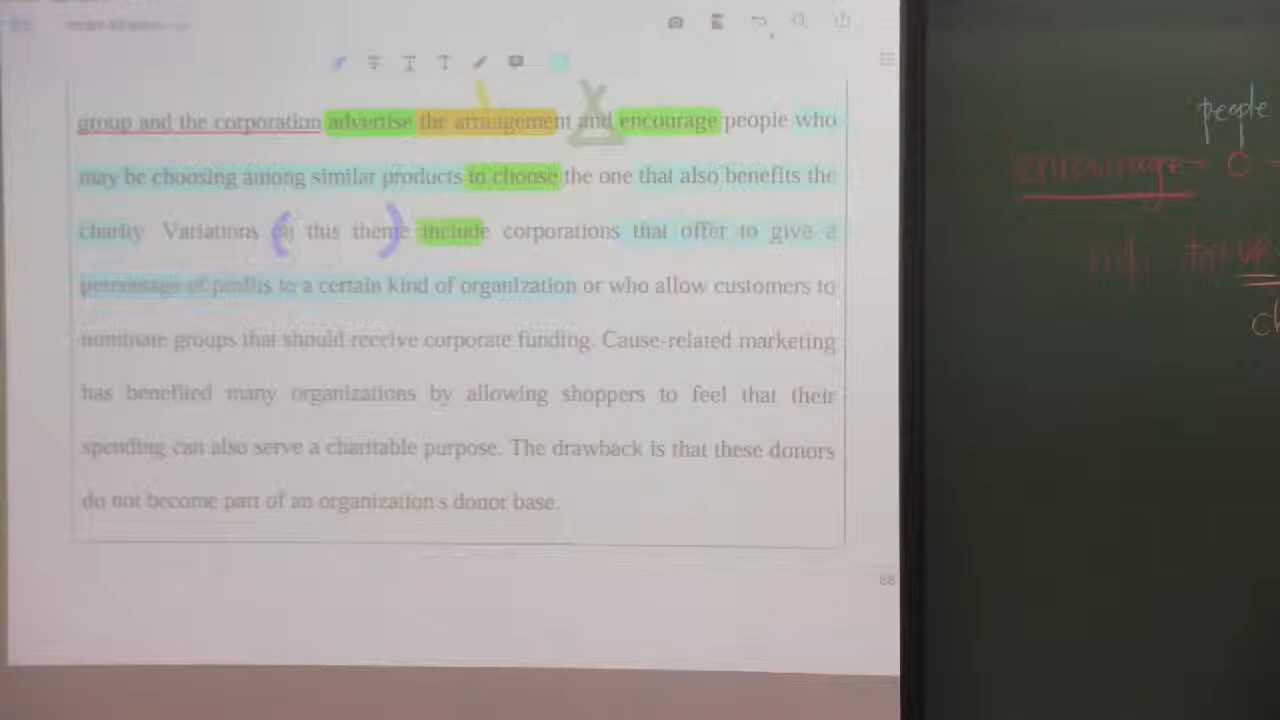 group and the corporation advertise the arrangement and encourage people who
may be choosing among similar products to choose the one that also benefits the
charity. Variations on this theme include corporations that offer to give a
percentage of profits to a certain kind of organization or who allow customers to
nominate groups that should receive corporate funding. Cause-related marketing
has benefited many organizations by allowing shoppers to feel that their
spending can also serve a charitable purpose. The drawback is that these donors
do not become part of an organization's donor base.
88
people
encourage O